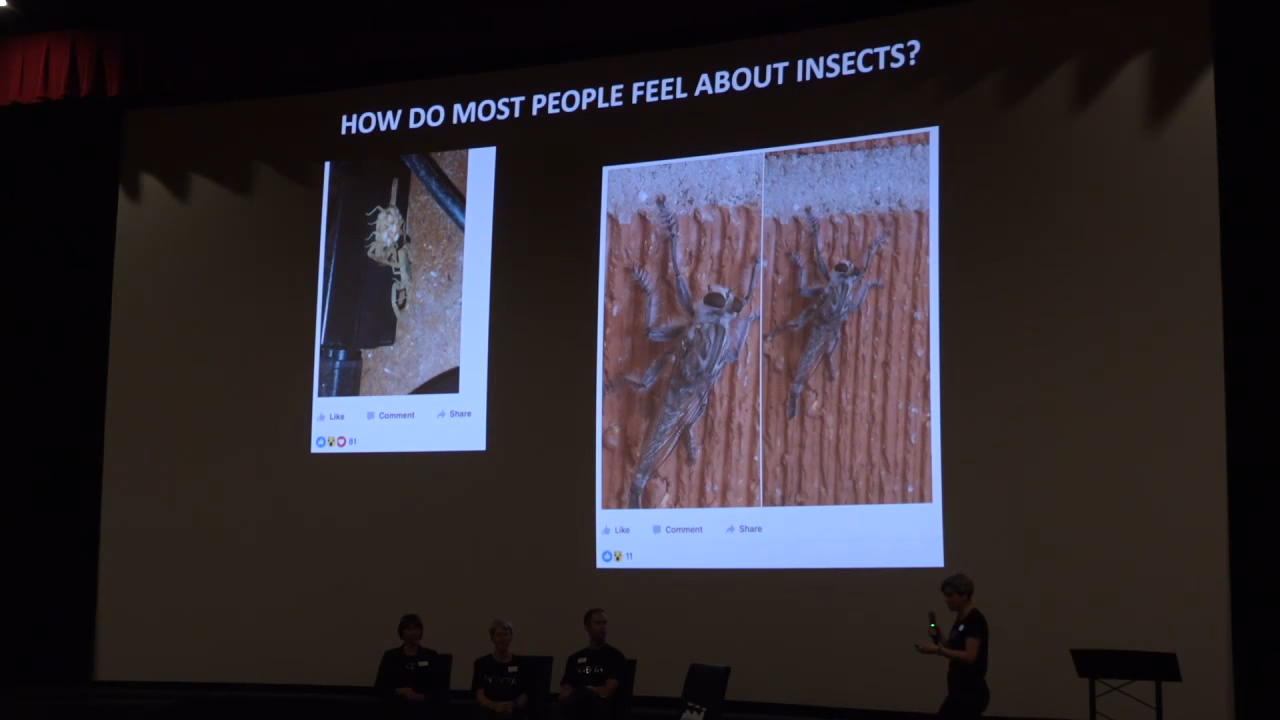 HOW DO MOST PEOPLE FEEL ABOUT INSECTS?
Like Comment Share
81
Like Comment Share
11